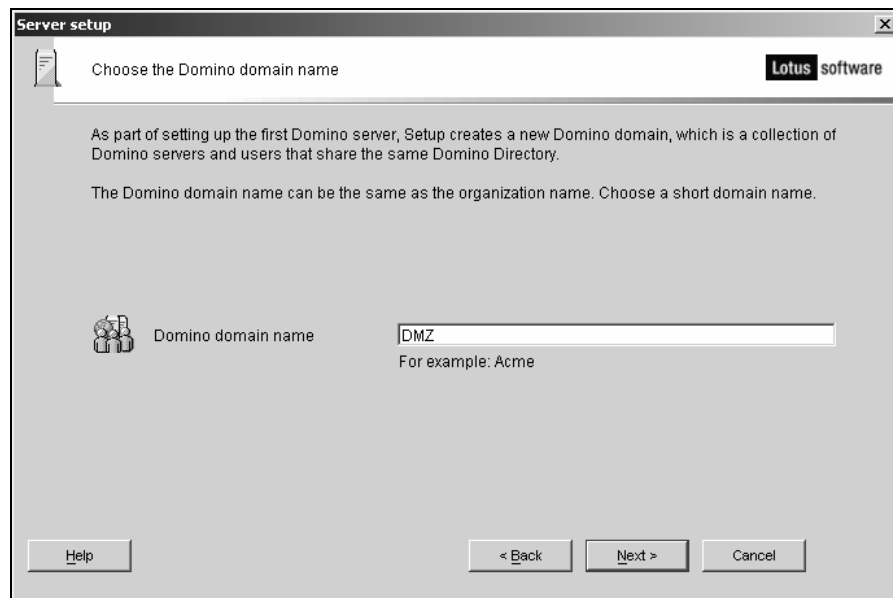 Server setup
Choose the Domino domain name
Lotus software
As part of setting up the first Domino server, Setup creates a new Domino domain, which is a collection of
Domino servers and users that share the same Domino Directory.
The Domino domain name can be the same as the organization name. Choose a short domain name.
Domino domain name
DMZ
For example: Acme
Help
< Back
Next >
Cancel